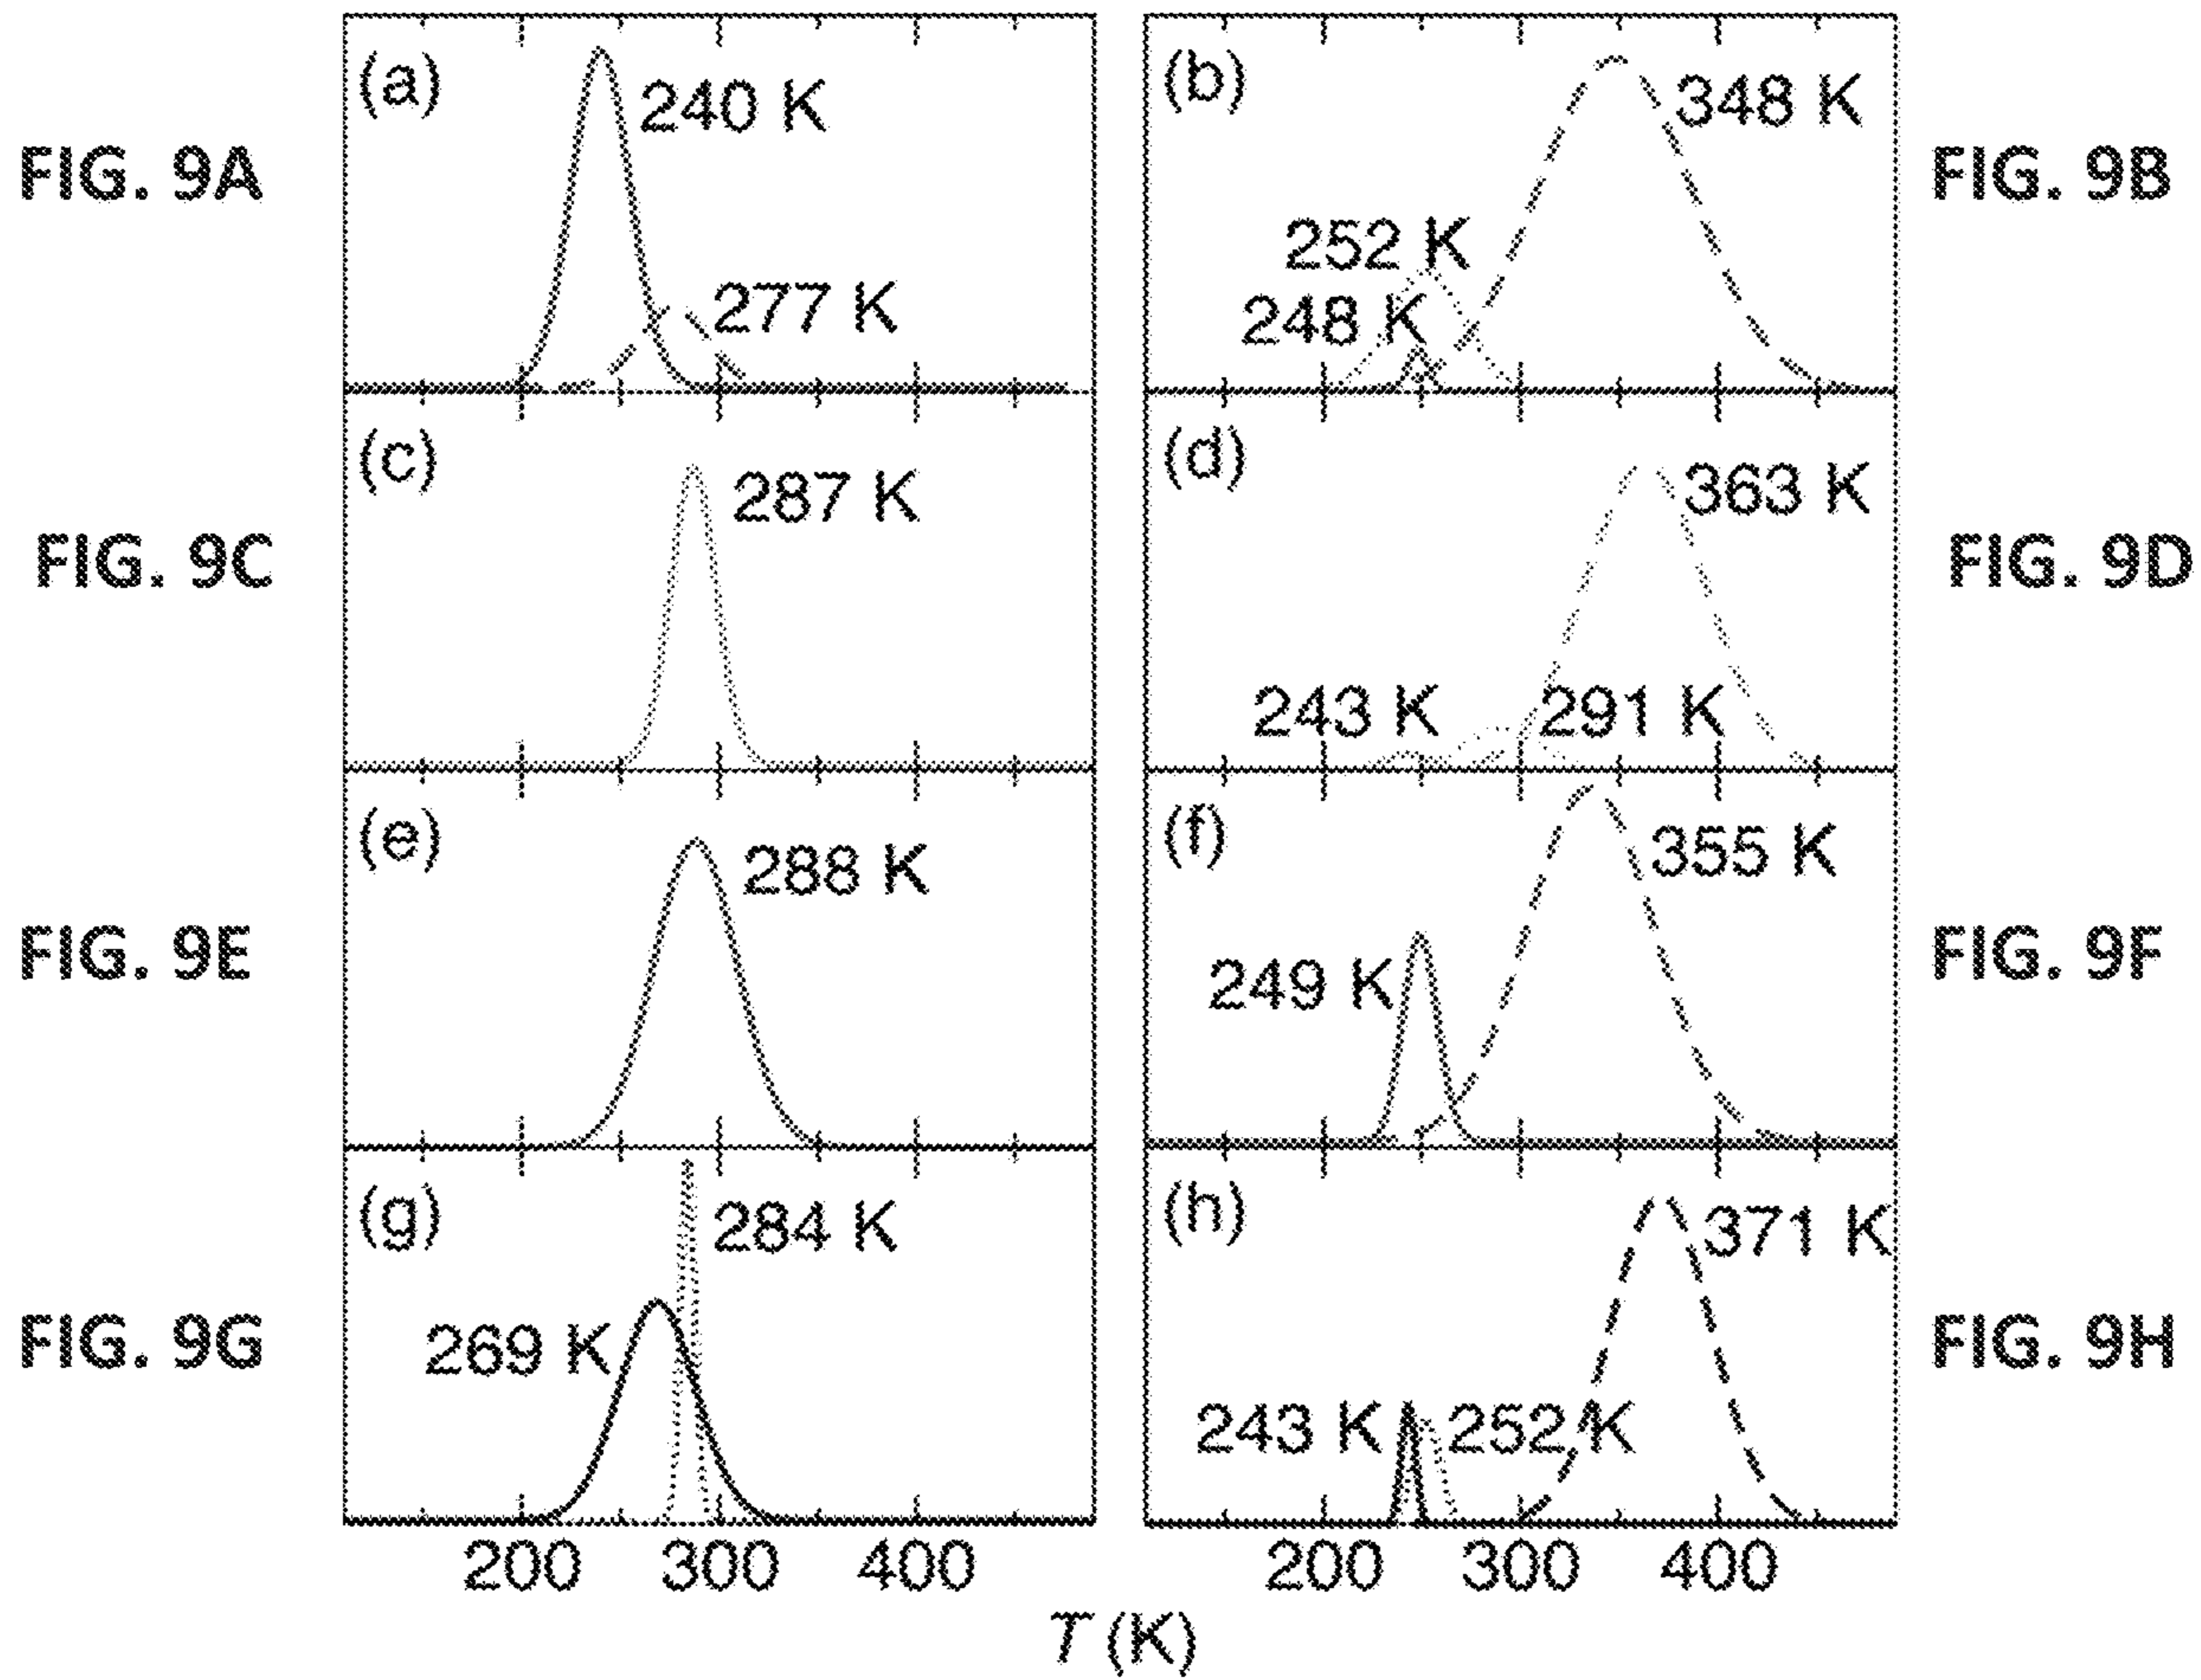 FIG. 9A
(a)
240 K
277 K
(b)
348 K
252 K
248 K
FIG. 9B
FIG. 9C
(c)
287 K
(d)
363 K
243 K
291 K
FIG. 9D
FIG. 9E
(e)
288 K
(f)
355 K
249 K
FIG. 9F
FIG. 9G
(g)
284 K
269 K
(h)
371 K
243 K
252 K
FIG. 9H
200 300 400
200 300 400
T (K)